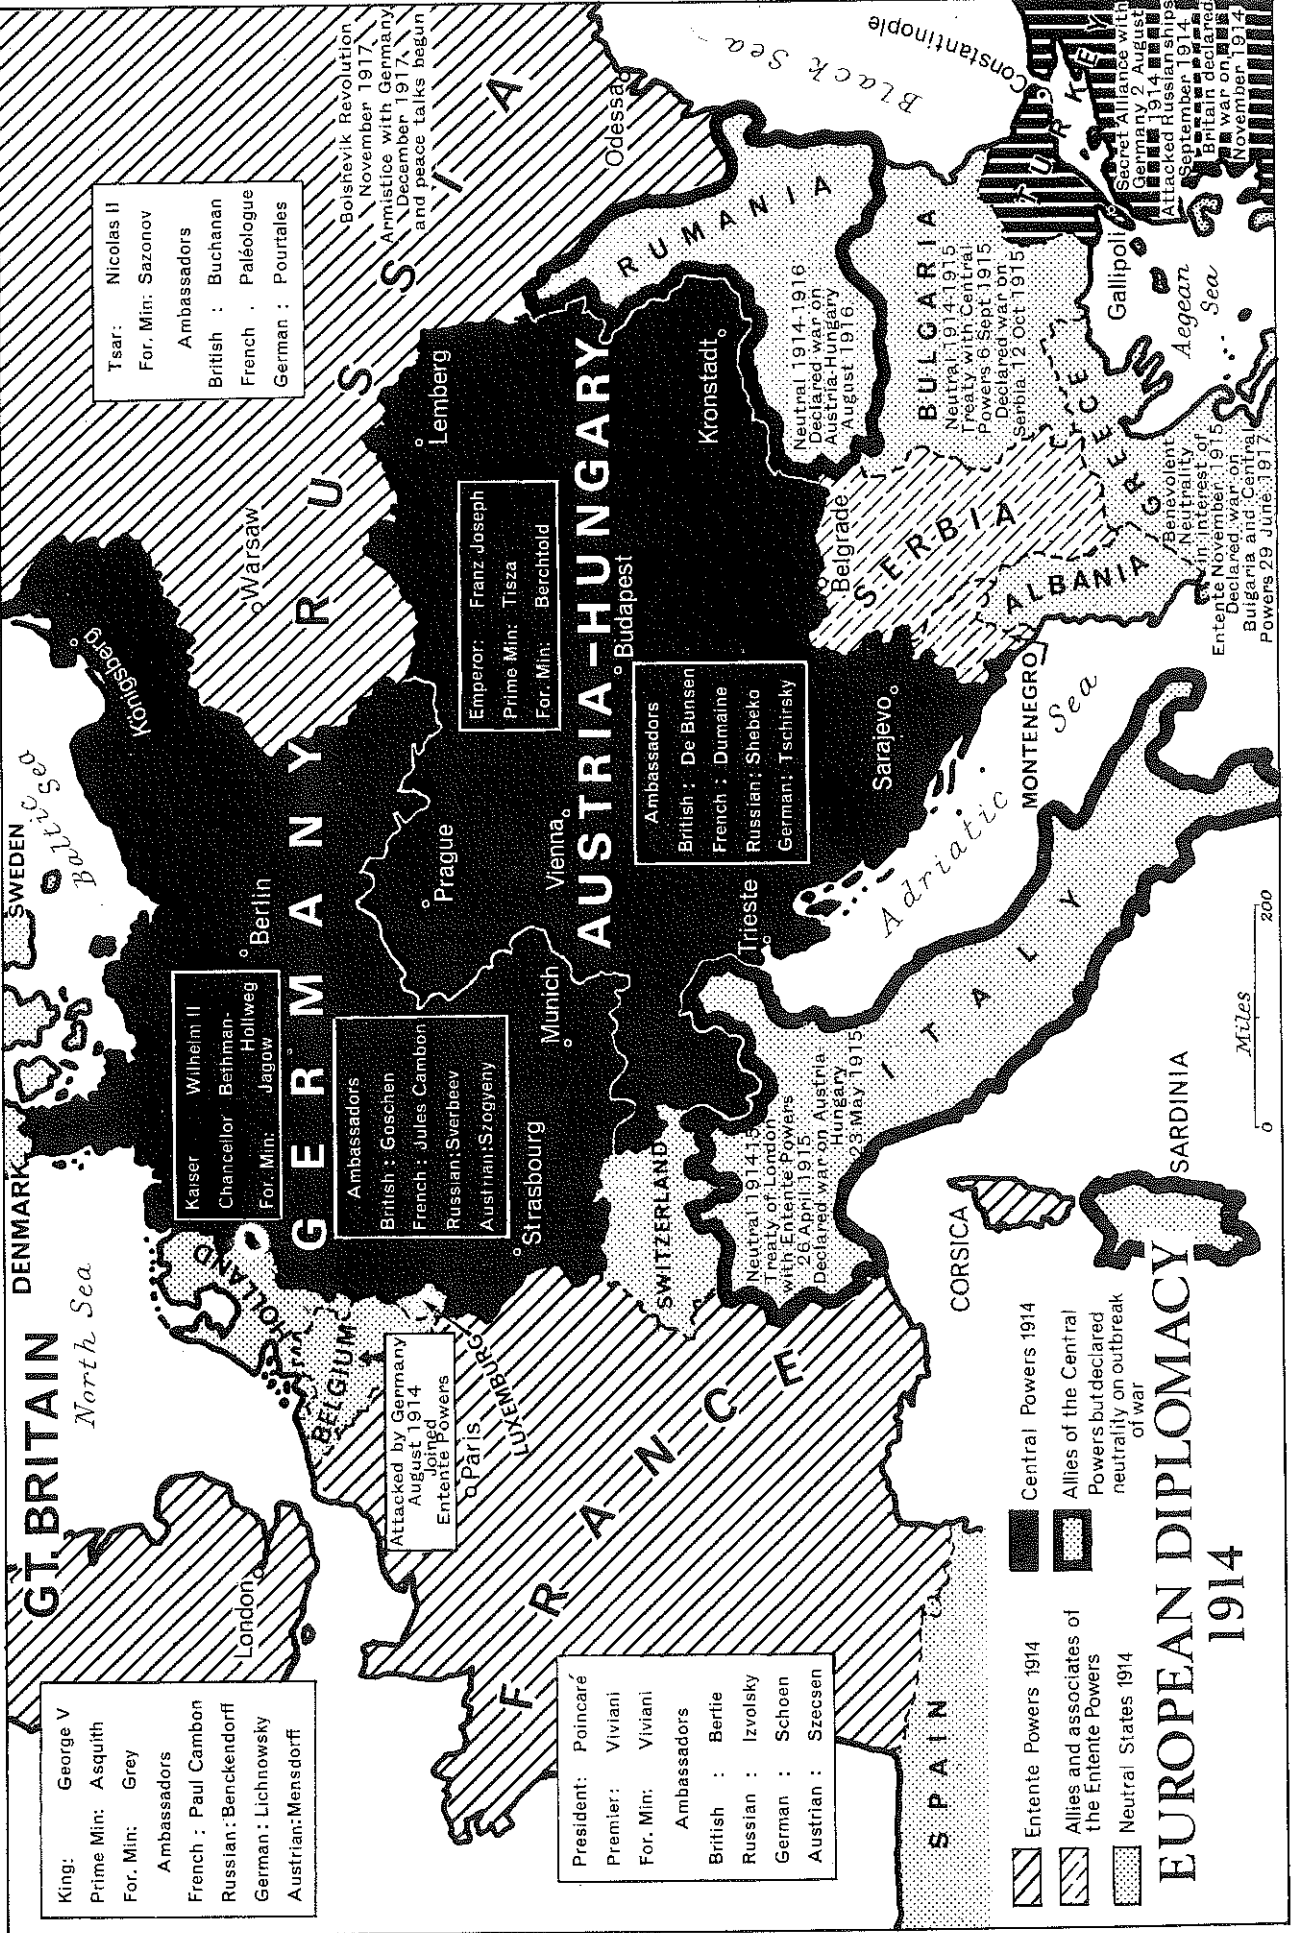 GT. BRITAIN
DENMARK
SWEDEN
North Sea
Baltic Sea
King: George V
Prime Min: Asquith
For. Min: Grey
Ambassadors
French : Paul Cambon
Russian : Benckendorff
German : Lichnowsky
Austrian : Mensdorff
London
HOLLAND
BELGIUM
LUXEMBURG
Attacked by Germany
August 1914
Joined
Entente Powers
Paris
FRANCE
President: Poincaré
Premier: Viviani
For. Min: Viviani
Ambassadors
British : Bertie
Russian : Izvolsky
German : Schoen
Austrian : Szecsen
SPAIN
Kaiser Wilhelm II
Chancellor Bethman-
Hollweg
For. Min: Jagow
Berlin
Königsberg
GERMANY
Ambassadors
British : Goschen
French : Jules Cambon
Russian : Sverbeev
Austrian : Szogyeny
Strasbourg
Munich
Prague
Vienna
SWITZERLAND
Tsar: Nicolas II
For. Min: Sazonov
Ambassadors
British : Buchanan
French . Paléologue
German : Pourtales
Bolshevik Revolution
November 1917
Armistice with Germany
December 1917
and peace talks begun
RUSSIA
Warsaw
Lemberg
Odessa
Emperor: Franz Joseph
Prime Min: Tisza
For. Min: Berchtold
AUSTRIA-HUNGARY
Budapest
Ambassadors
British : De Bunsen
French : Dumaine
Russian : Shebeko
German : Tschirsky
Kronstadt
Trieste
Sarajevo
Belgrade
RUMANIA
Neutral 1914-1916
Declared war on
Austria-Hungary
August 1916
BULGARIA
Neutral 1914-1915
Treaty with Central
Powers 6 Sept 1915
Declared war on
Serbia 12 Oct 1915
SERBIA
MONTENEGRO
ALBANIA
GREECE
Benevolent
Neutrality
in interest of
Entente November 1915
Declared war on
Bulgaria and Central
Powers 29 June 1917
Black Sea
Constantinople
TURKEY
Secret Alliance with
Germany 2 August
1914
Attacked Russian ships
September 1914
Britain declared
war on
November 1914
Gallipoli
Aegean
Sea
Adriatic Sea
ITALY
Neutral 1914-15
Treaty of London
with Entente Powers
26 April 1915
Declared war on Austria-
Hungary
23 May 1915
CORSICA
SARDINIA
Miles
0 200
Entente Powers 1914
Allies and associates of
the Entente Powers
Neutral States 1914
Central Powers 1914
Allies of the Central
Powers but declared
neutrality on outbreak
of war
EUROPEAN DIPLOMACY
1914